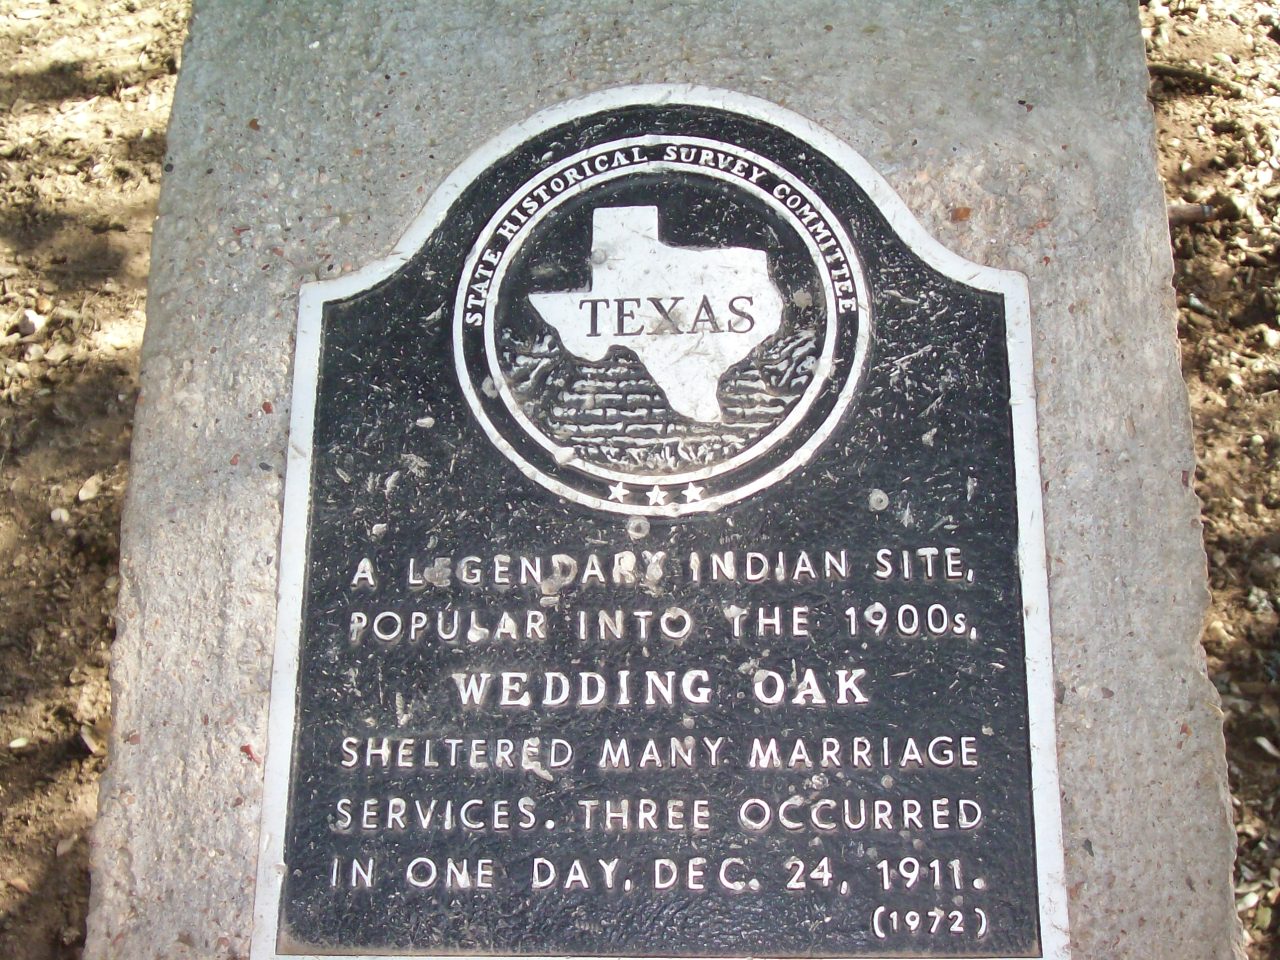 STATE HISTORICAL SURVEY COMMITTEE
TEXAS
A LEGENDARY INDIAN SITE,
POPULAR INTO THE 1900s,
WEDDING OAK
SHELTERED MANY MARRIAGE
SERVICES. THREE OCCURRED
IN ONE DAY, DEC. 24, 1911.
(1972)